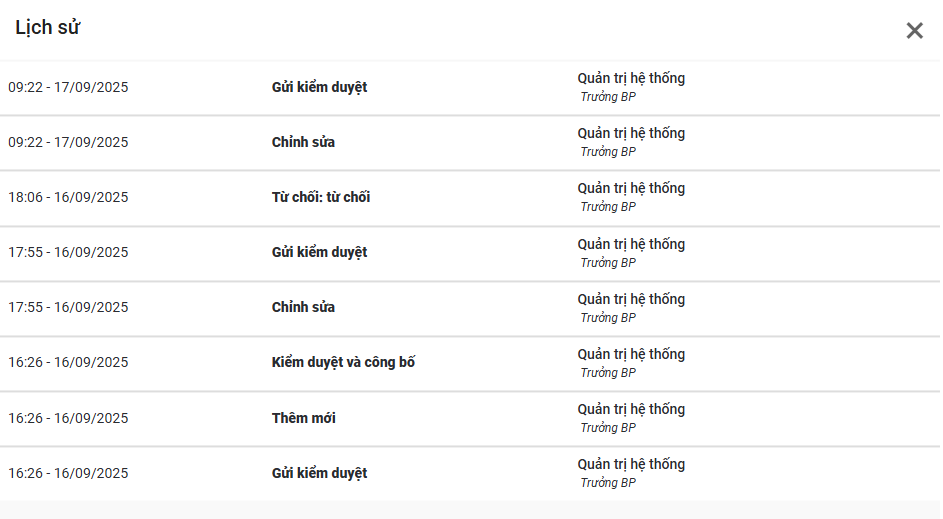 Lịch sử
09:22 - 17/09/2025 Gửi kiểm duyệt Quản trị hệ thống
Trưởng BP
09:22 - 17/09/2025 Chỉnh sửa Quản trị hệ thống
Trưởng BP
18:06 - 16/09/2025 Từ chối: từ chối Quản trị hệ thống
Trưởng BP
17:55 - 16/09/2025 Gửi kiểm duyệt Quản trị hệ thống
Trưởng BP
17:55 - 16/09/2025 Chỉnh sửa Quản trị hệ thống
Trưởng BP
16:26 - 16/09/2025 Kiểm duyệt và công bố Quản trị hệ thống
Trưởng BP
16:26 - 16/09/2025 Thêm mới Quản trị hệ thống
Trưởng BP
16:26 - 16/09/2025 Gửi kiểm duyệt Quản trị hệ thống
Trưởng BP